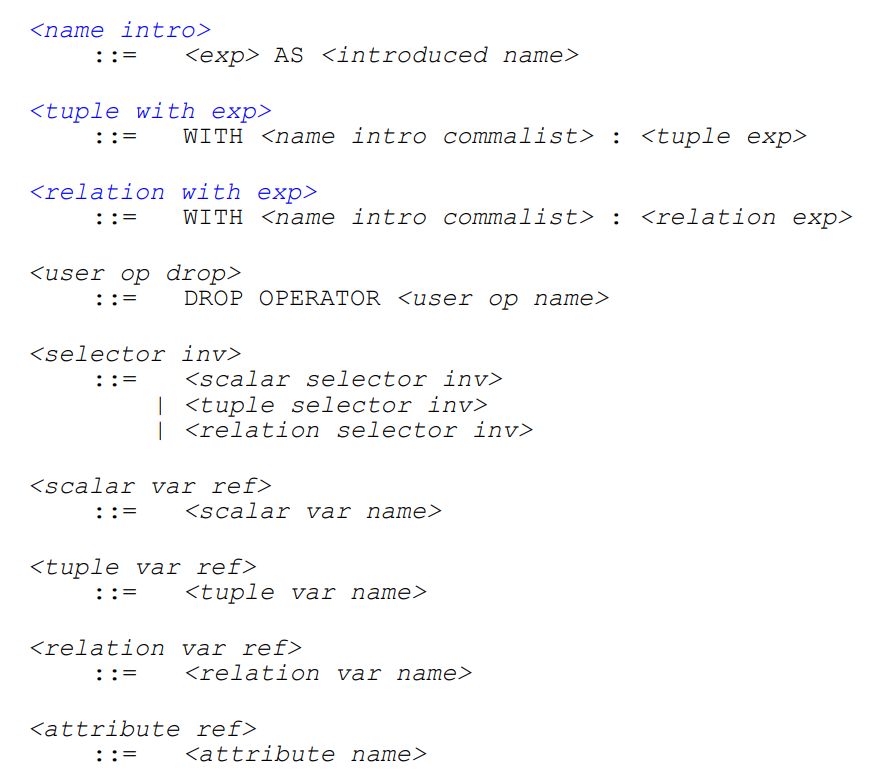 <name intro>
::= <exp> AS <introduced name>
<tuple with exp>
::= WITH <name intro commalist> : <tuple exp>
<relation with exp>
::= WITH <name intro commalist> : <relation exp>
<user op drop>
::= DROP OPERATOR <user op name>
<selector inv>
::= <scalar selector inv>
| <tuple selector inv>
| <relation selector inv>
<scalar var ref>
::= <scalar var name>
<tuple var ref>
::= <tuple var name>
<relation var ref>
::= <relation var name>
<attribute ref>
::= <attribute name>